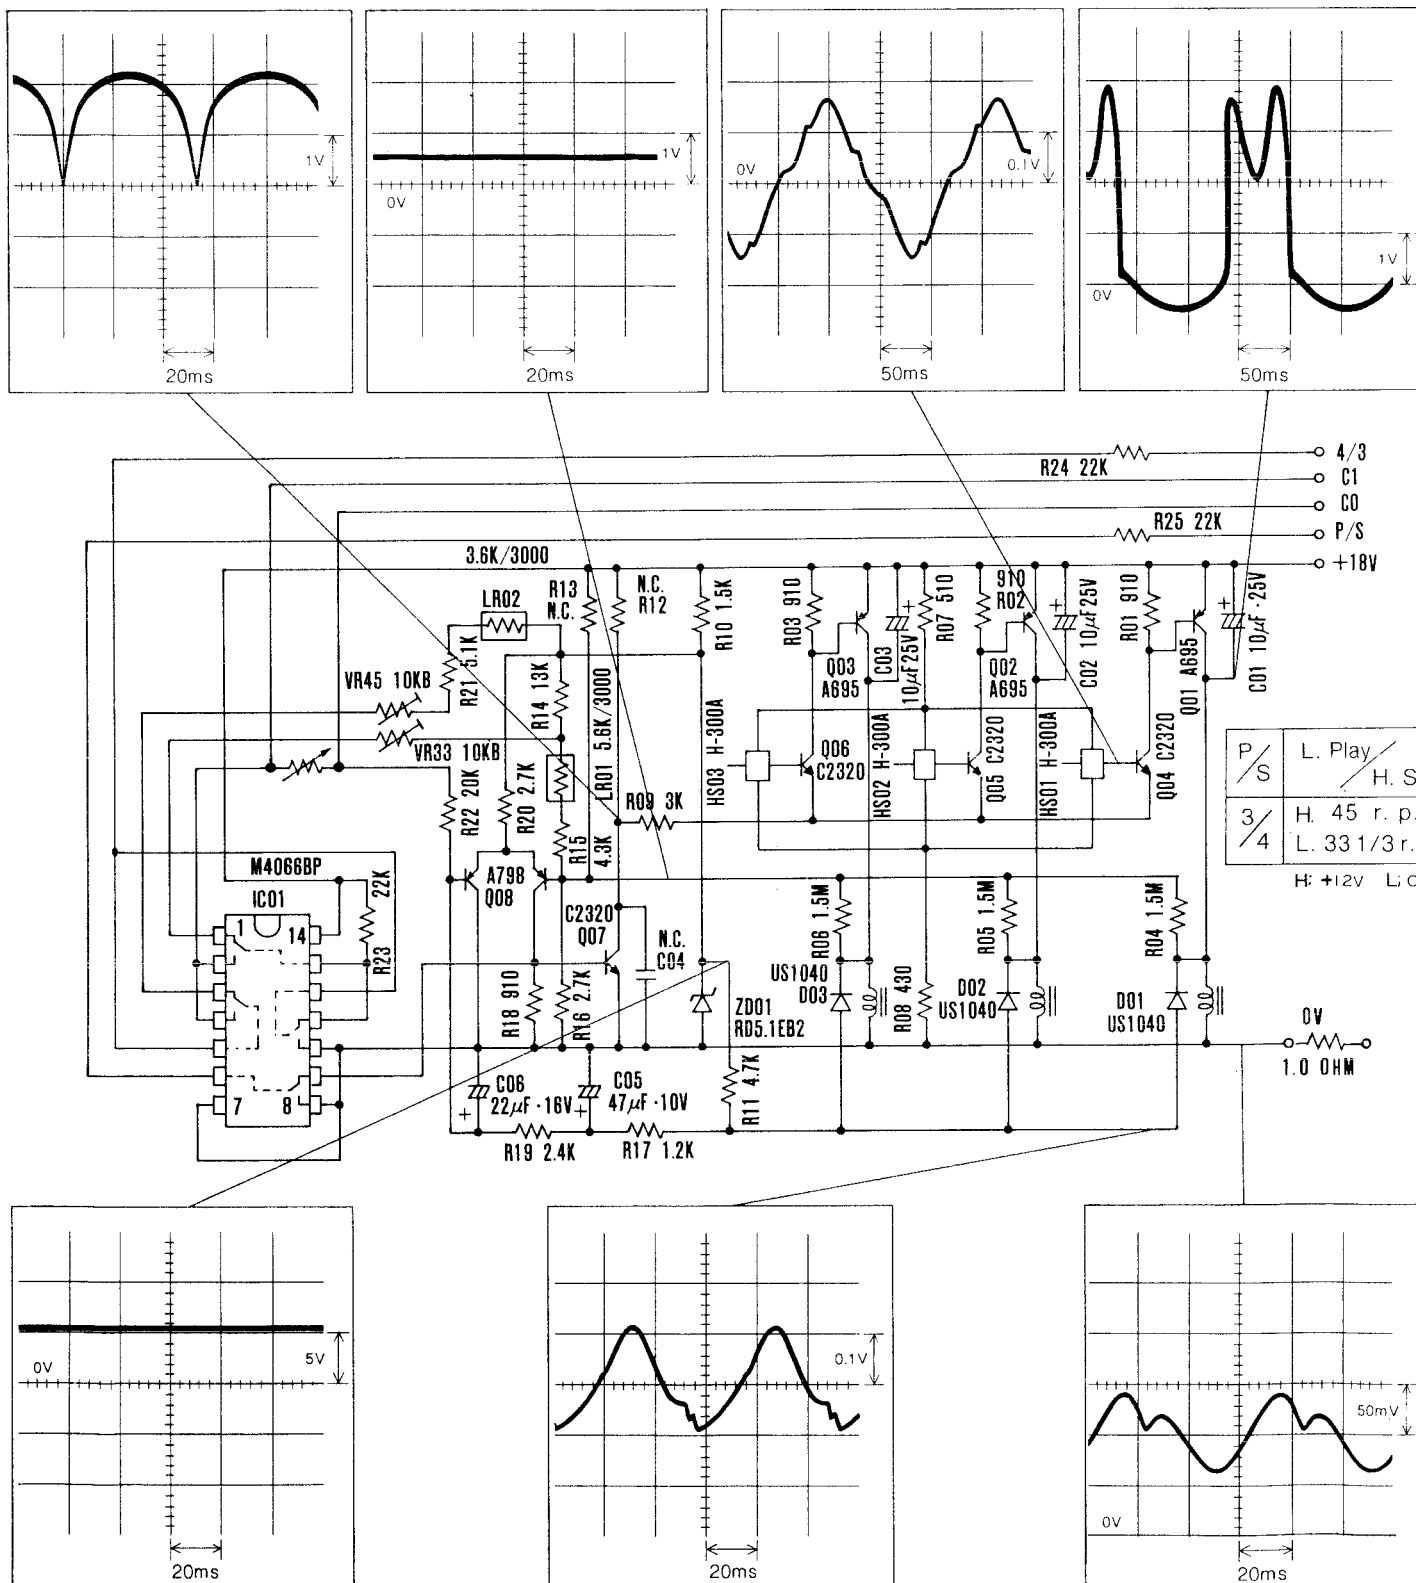 1V
20ms
1V
0V
20ms
0V
0.1V
50ms
1V
0V
50ms
4/3
R24 22K
C1
C0
R25 22K
P/S
+18V
3.6K/3000
LR02
R13
N.C.
N.C.
R12
R10 1.5K
R03 910
R07 510
910
R02
R01 910
R21 5.1K
VR45 10KB
R14 13K
Q03
A695
C03
10μF25V
Q02
A695
C02 10μF25V
Q01 A695
C01 10μF·25V
VR33 10KB
LR01 5.6K/3000
HS03 H-300A
Q06
C2320
HS02 H-300A
Q05 C2320
HS01 H-300A
Q04 C2320
R22 20K
R20 2.7K
R09 3K
R15
4.3K
P/S
L. Play/H. S
3/4
H. 45 r. p.
L. 33 1/3 r.
H: +12V
M4066BP
IC01
22K
R23
A798
Q08
C2320
Q07
N.C.
C04
R06 1.5M
R05 1.5M
R04 1.5M
1
14
7
8
R18 910
R16 2.7K
ZD01
RD5.1EB2
US1040
D03
R08 430
D02
US1040
D01
US1040
0V
1.0 OHM
C06
22μF·16V
C05
47μF·10V
R11 4.7K
R19 2.4K
R17 1.2K
0V
5V
20ms
0.1V
20ms
50mV
0V
20ms